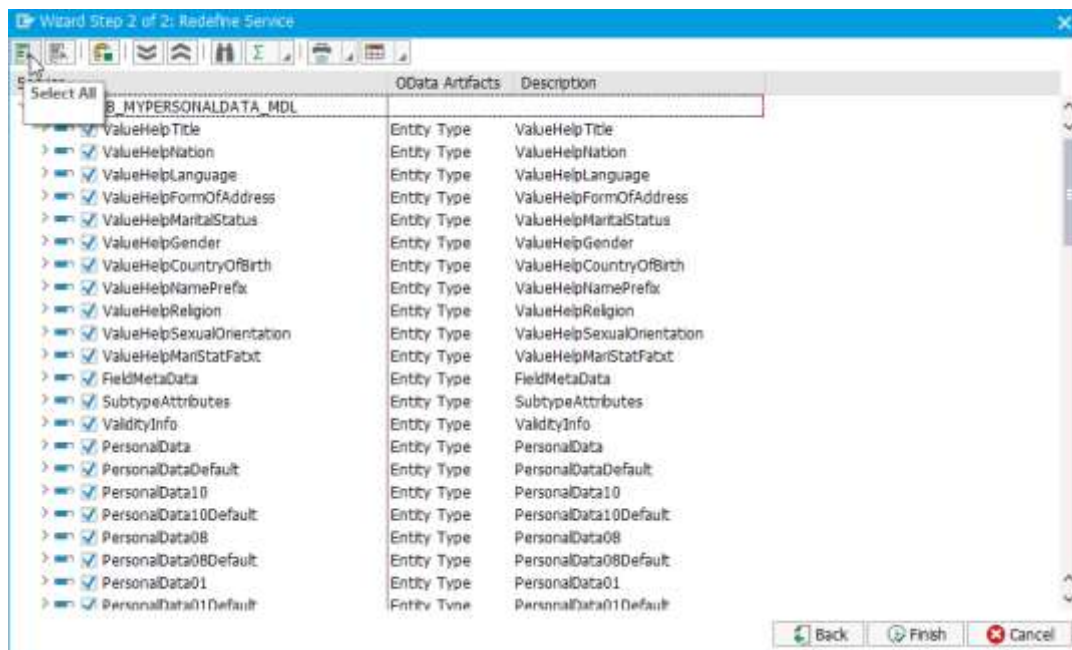 Wizard Step 2 of 2: Redefine Service
OData Artifacts Description
Select All
B_MYPERSONALDATA_MDL
ValueHelpTitle Entity Type ValueHelpTitle
ValueHelpNation Entity Type ValueHelpNation
ValueHelpLanguage Entity Type ValueHelpLanguage
ValueHelpFormOfAddress Entity Type ValueHelpFormOfAddress
ValueHelpMaritalStatus Entity Type ValueHelpMaritalStatus
ValueHelpGender Entity Type ValueHelpGender
ValueHelpCountryOfBirth Entity Type ValueHelpCountryOfBirth
ValueHelpNamePrefix Entity Type ValueHelpNamePrefix
ValueHelpReligion Entity Type ValueHelpReligion
ValueHelpSexualOrientation Entity Type ValueHelpSexualOrientation
ValueHelpMariStatFatxt Entity Type ValueHelpMariStatFatxt
FieldMetaData Entity Type FieldMetaData
SubtypeAttributes Entity Type SubtypeAttributes
ValidityInfo Entity Type ValidityInfo
PersonalData Entity Type PersonalData
PersonalDataDefault Entity Type PersonalDataDefault
PersonalData10 Entity Type PersonalData10
PersonalData10Default Entity Type PersonalData10Default
PersonalData08 Entity Type PersonalData08
PersonalData08Default Entity Type PersonalData08Default
PersonalData01 Entity Type PersonalData01
PersonalData01Default Entity Type PersonalData01Default
Back Finish Cancel